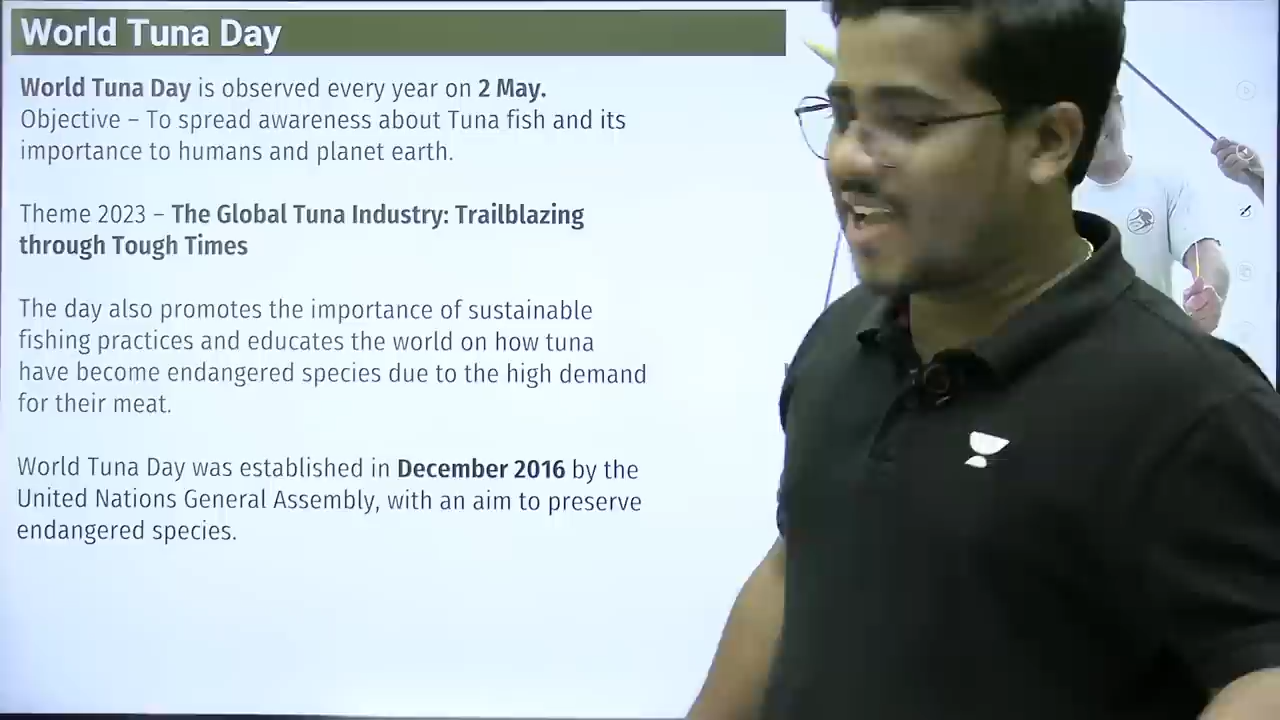 World Tuna Day
World Tuna Day is observed every year on 2 May.
Objective – To spread awareness about Tuna fish and its
importance to humans and planet earth.
Theme 2023 – The Global Tuna Industry: Trailblazing
through Tough Times
The day also promotes the importance of sustainable
fishing practices and educates the world on how tuna
have become endangered species due to the high demand
for their meat.
World Tuna Day was established in December 2016 by the
United Nations General Assembly, with an aim to preserve
endangered species.